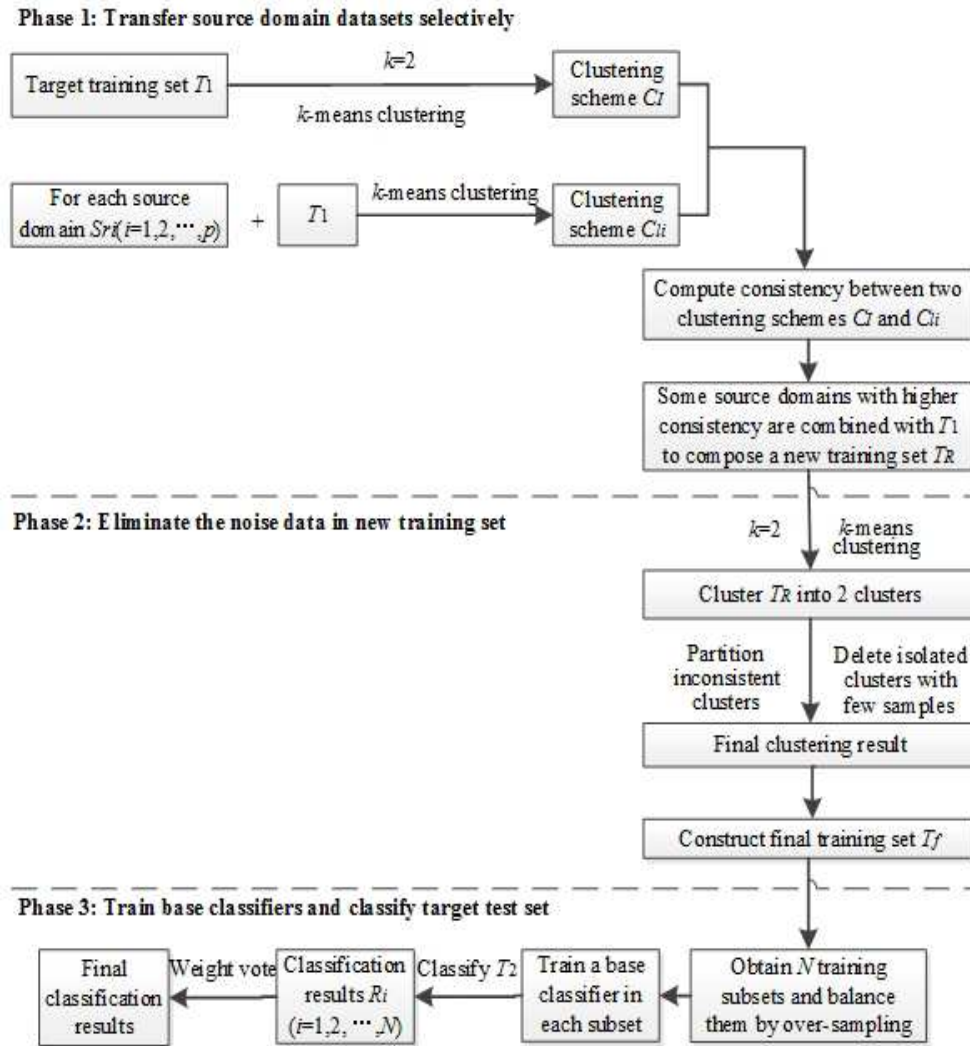 Phase 1: Transfer source domain datasets selectively
Target training set T1
k=2
k-means clustering
Clustering
scheme CI
For each source
domain Sri(i=1,2,⋯,p)
+
T1
k-means clustering
Clustering
scheme Cli
Compute consistency between two
clustering schemes CI and Cli
Some source domains with higher
consistency are combined with T1
to compose a new training set TR
Phase 2: Eliminate the noise data in new training set
k=2
k-means
clustering
Cluster TR into 2 clusters
Partition
inconsistent
clusters
Delete isolated
clusters with
few samples
Final clustering result
Construct final training set Tf
Phase 3: Train base classifiers and classify target test set
Obtain N training
subsets and balance
them by over-sampling
Train a base
classifier in
each subset
Classify T2
Classification
results Ri
(i=1,2,⋯,N)
Weight vote
Final
classification
results